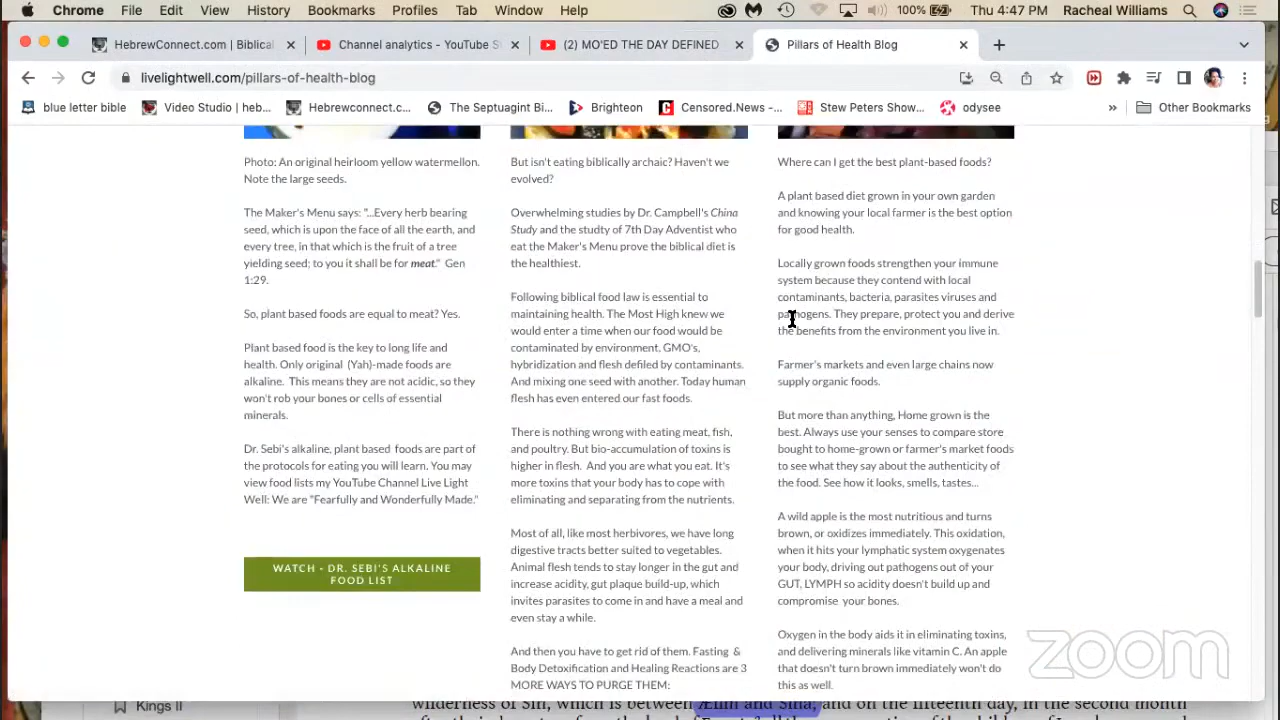 Chrome File Edit View History Bookmarks Profiles Tab Window Help 100% Thu 4:47 PM Racheal Williams
HebrewConnect.com | Biblical Channel analytics - YouTube S (2) MO'ED THE DAY DEFINED Pillars of Health Blog
livelightwell.com/pillars-of-health-blog
blue letter bible Video Studio | heb... Hebrewconnect.c... The Septuagint Bi... Brighteon Censored.News -... Stew Peters Show... odysee » Other Bookmarks
Photo: An original heirloom yellow watermellon.
Note the large seeds.
The Maker's Menu says: "...Every herb bearing
seed, which is upon the face of all the earth, and
every tree, in that which is the fruit of a tree
yielding seed; to you it shall be for meat." Gen
1:29.
So, plant based foods are equal to meat? Yes.
Plant based food is the key to long life and
health. Only original (Yah)-made foods are
alkaline. This means they are not acidic, so they
won't rob your bones or cells of essential
minerals.
Dr. Sebi's alkaline, plant based foods are part of
the protocols for eating you will learn. You may
view food lists my YouTube Channel Live Light
Well: We are "Fearfully and Wonderfully Made."
WATCH - DR. SEBI'S ALKALINE
FOOD LIST
But isn't eating biblically archaic? Haven't we
evolved?
Overwhelming studies by Dr. Campbell's China
Study and the studty of 7th Day Adventist who
eat the Maker's Menu prove the biblical diet is
the healthiest.
Following biblical food law is essential to
maintaining health. The Most High knew we
would enter a time when our food would be
contaminated by environment, GMO's,
hybridization and flesh defiled by contaminants.
And mixing one seed with another. Today human
flesh has even entered our fast foods.
There is nothing wrong with eating meat, fish,
and poultry. But bio-accumulation of toxins is
higher in flesh. And you are what you eat. It's
more toxins that your body has to cope with
eliminating and separating from the nutrients.
Most of all, like most herbivores, we have long
digestive tracts better suited to vegetables.
Animal flesh tends to stay longer in the gut and
increase acidity, gut plaque build-up, which
invites parasites to come in and have a meal and
even stay a while.
And then you have to get rid of them. Fasting &
Body Detoxification and Healing Reactions are 3
MORE WAYS TO PURGE THEM:
Where can I get the best plant-based foods?
A plant based diet grown in your own garden
and knowing your local farmer is the best option
for good health.
Locally grown foods strengthen your immune
system because they contend with local
contaminants, bacteria, parasites viruses and
pathogens. They prepare, protect you and derive
the benefits from the environment you live in.
Farmer's markets and even large chains now
supply organic foods.
But more than anything, Home grown is the
best. Always use your senses to compare store
bought to home-grown or farmer's market foods
to see what they say about the authenticity of
the food. See how it looks, smells, tastes...
A wild apple is the most nutritious and turns
brown, or oxidizes immediately. This oxidation,
when it hits your lymphatic system oxygenates
your body, driving out pathogens out of your
GUT, LYMPH so acidity doesn't build up and
compromise your bones.
Oxygen in the body aids it in eliminating toxins,
and delivering minerals like vitamin C. An apple
that doesn't turn brown immediately won't do
this as well.
zoom
Kings II
wilderness of Sin, which is between Ælim and Sina; and on the fifteenth day, in the second month